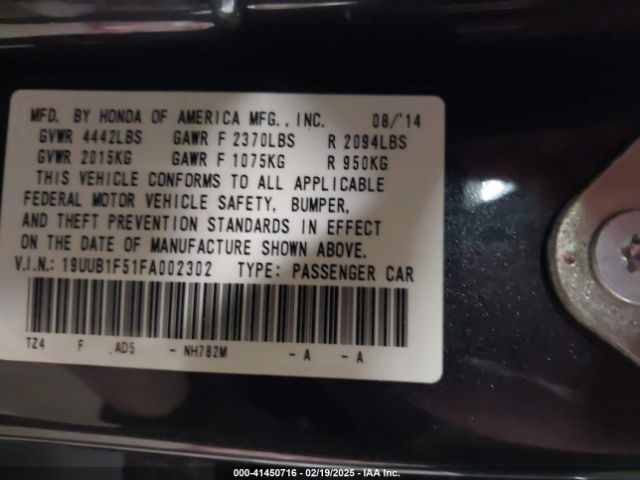 MFD. BY HONDA OF AMERICA MFG., INC. 08/'14
GVWR 4442LBS GAWR F 2370LBS R 2094LBS
GVWR 2015KG GAWR F 1075KG R 950KG
THIS VEHICLE CONFORMS TO ALL APPLICABLE
FEDERAL MOTOR VEHICLE SAFETY, BUMPER,
AND THEFT PREVENTION STANDARDS IN EFFECT
ON THE DATE OF MANUFACTURE SHOWN ABOVE.
V.I.N.: 19UUB1F51FA002302 TYPE: PASSENGER CAR
TZ4 F AD5 - NH782M - A - A
00-41450716 - 02/19/2025 - IAA Inc.